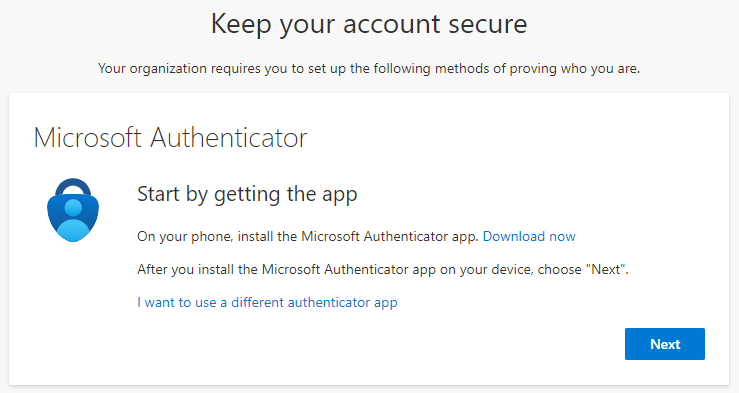 Keep your account secure
Your organization requires you to set up the following methods of proving who you are.
Microsoft Authenticator
Start by getting the app
On your phone, install the Microsoft Authenticator app. Download now
After you install the Microsoft Authenticator app on your device, choose "Next".
I want to use a different authenticator app
Next